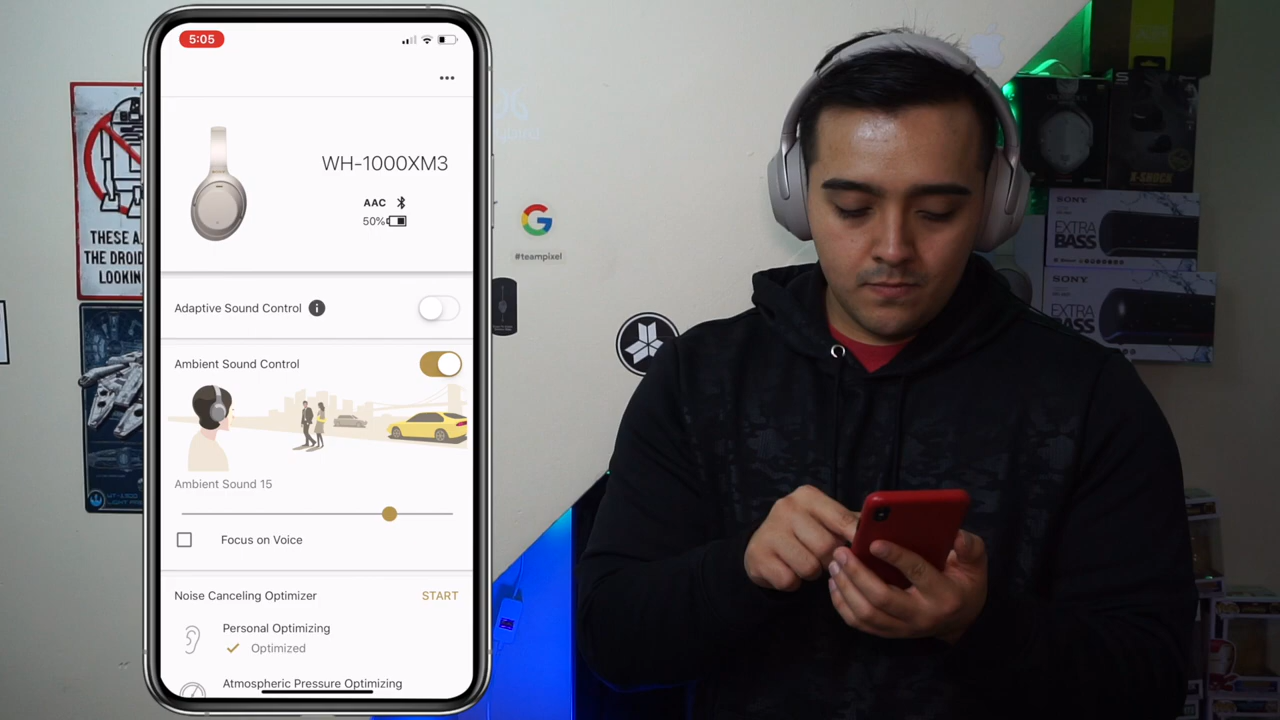 5:05
WH-1000XM3
AAC
50%
Adaptive Sound Control
Ambient Sound Control
Ambient Sound 15
Focus on Voice
Noise Canceling Optimizer
START
Personal Optimizing
Optimized
Atmospheric Pressure Optimizing
THESE A
THE DROID
LOOKIN
#teampixel
SONY
EXTRA
BASS
SONY
EXTRA
BASS